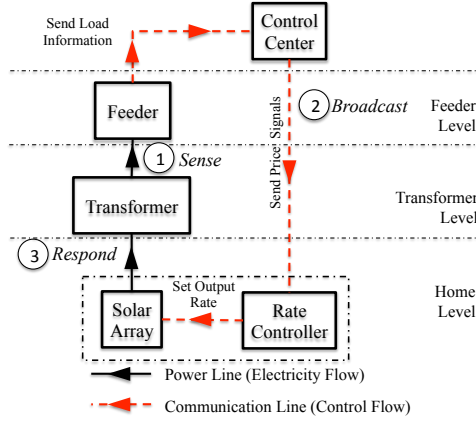 Send Load
Information
Control
Center
2 Broadcast
Feeder
Feeder
Level
1 Sense
Send Price Signals
Transformer
Transformer
Level
3 Respond
Set Output
Rate
Solar
Array
Rate
Controller
Home
Level
Power Line (Electricity Flow)
Communication Line (Control Flow)